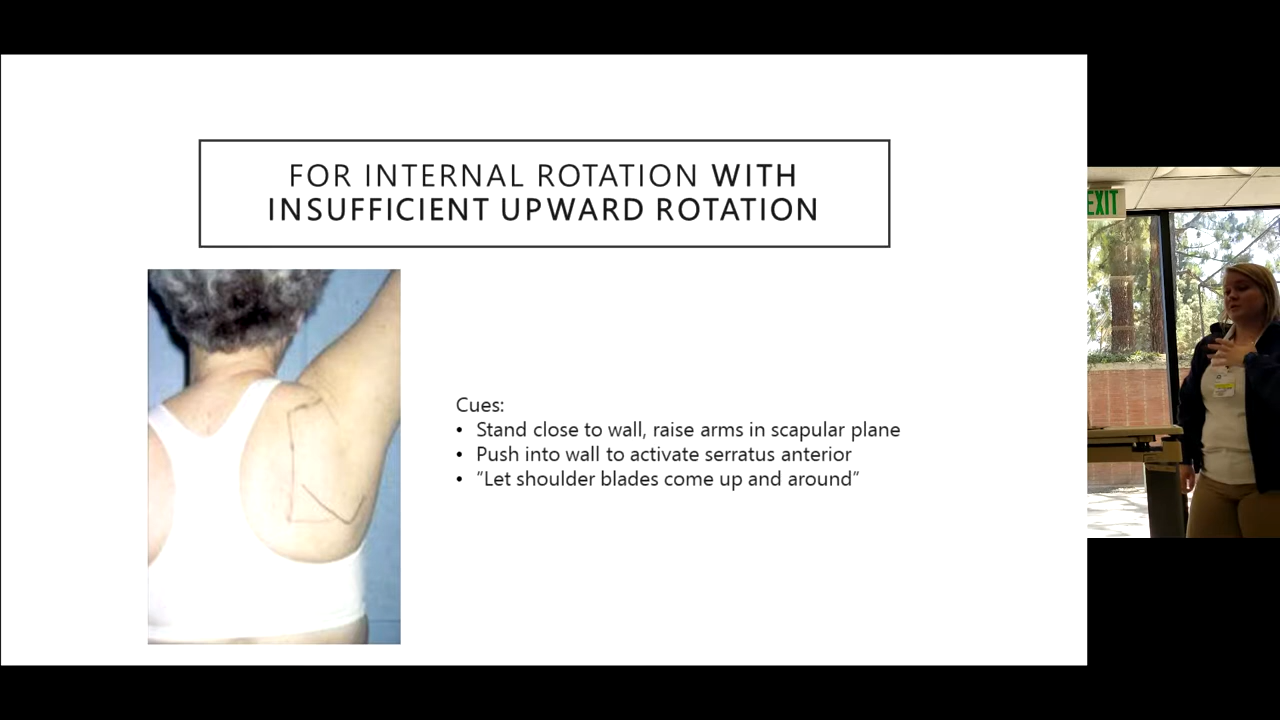 FOR INTERNAL ROTATION WITH
INSUFFICIENT UPWARD ROTATION
Cues:
• Stand close to wall, raise arms in scapular plane
• Push into wall to activate serratus anterior
• "Let shoulder blades come up and around"
EXIT